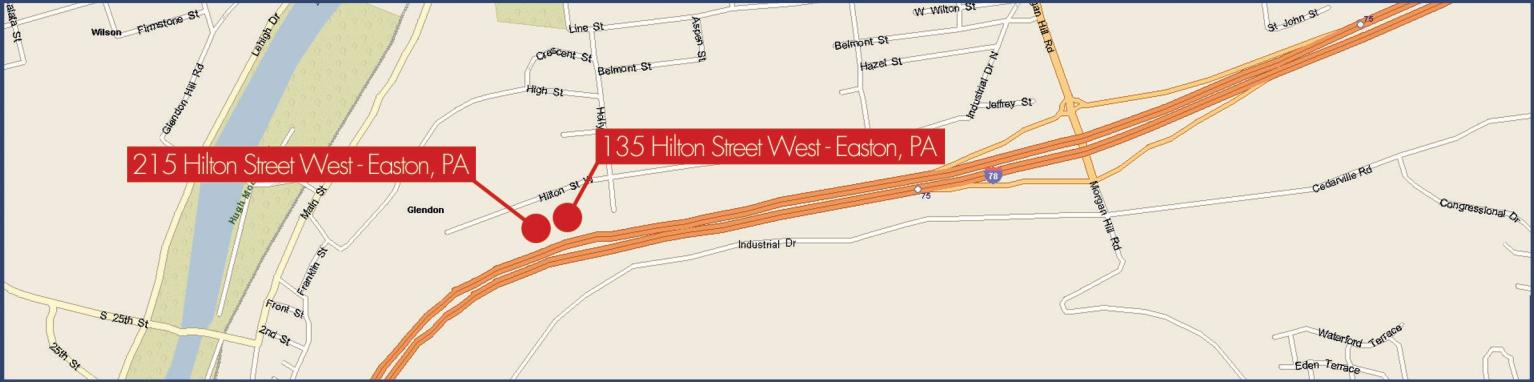 Wilson
Firmstone St
Lehigh Dr
Glendon Hill Rd
Line St
Crescent St
Belmont St
Aspen St
High St
W Wilton St
Belmont St
Hazel St
Industrial Dr N
Jeffrey St
St John St
75
135 Hilton Street West - Easton, PA
215 Hilton Street West - Easton, PA
Hilton St W
Glendon
Main St
78
75
Morgan Hill Rd
Cedarville Rd
Congressional Dr
Industrial Dr
Franklin St
Front St
2nd St
S 25th St
25th St
Waterford Terrace
Eden Terrace